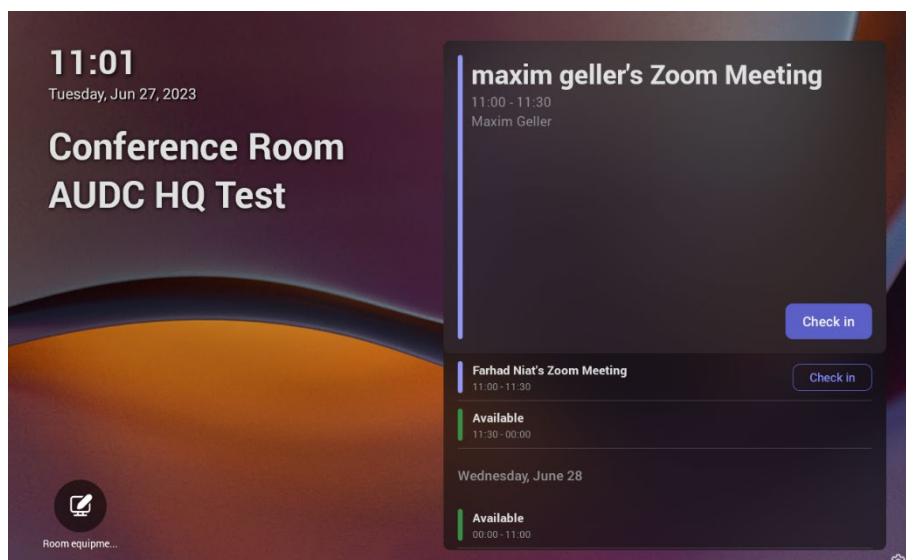 11:01
Tuesday, Jun 27, 2023
Conference Room
AUDC HQ Test
Room equipme...
maxim geller's Zoom Meeting
11:00 - 11:30
Maxim Geller
Check in
Farhad Niat's Zoom Meeting
11:00 - 11:30
Check in
Available
11:30 - 00:00
Wednesday, June 28
Available
00:00 - 11:00